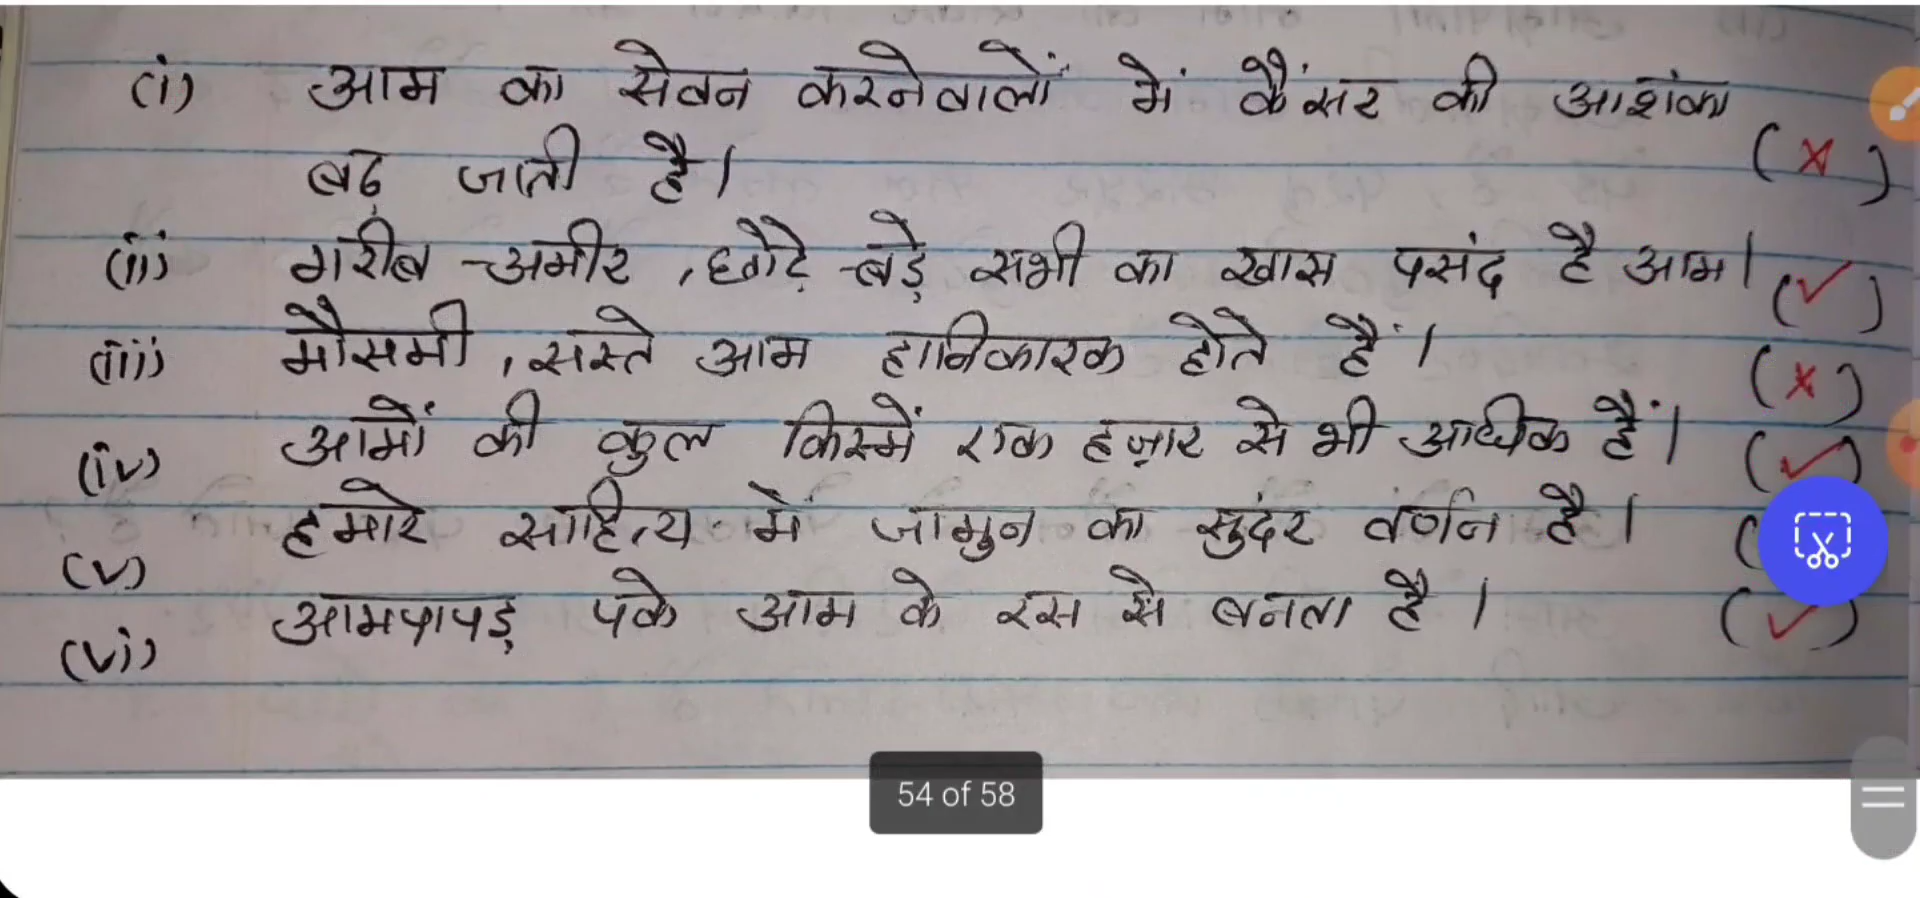 (i) आम का सेवन करनेवालों में कैंसर की आशंका
बढ़ जाती है। (×)
(ii) गरीब-अमीर, छोटे-बड़े सभी का खास पसंद है आम। (✓)
(iii) मौसमी, सस्ते आम हानिकारक होते हैं। (×)
(iv) आमों की कुल किस्में एक हज़ार से भी अधिक हैं। (✓)
(v) हमारे साहित्य में जामुन का सुंदर वर्णन है। (
(vi) आमपापड़ पके आम के रस से बनता है। (✓)
54 of 58